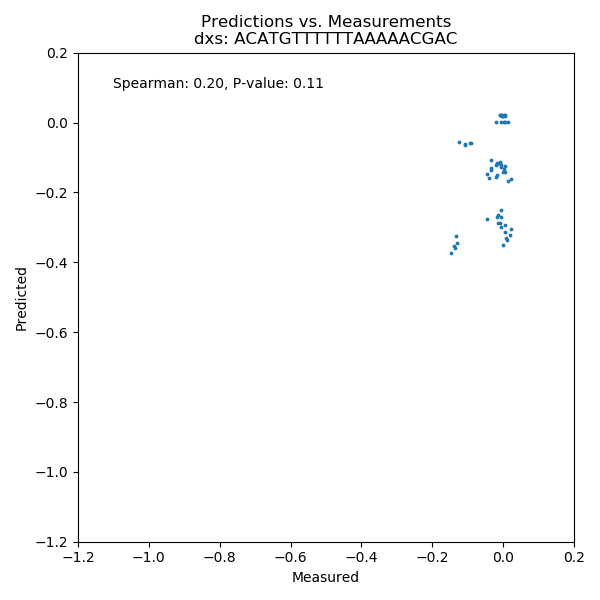 Predictions vs. Measurements
dxs: ACATGTTTTTTAAAAACGAC
Spearman: 0.20, P-value: 0.11
0.2
0.0
−0.2
−0.4
−0.6
−0.8
−1.0
−1.2
Predicted
−1.2 −1.0 −0.8 −0.6 −0.4 −0.2 0.0 0.2
Measured